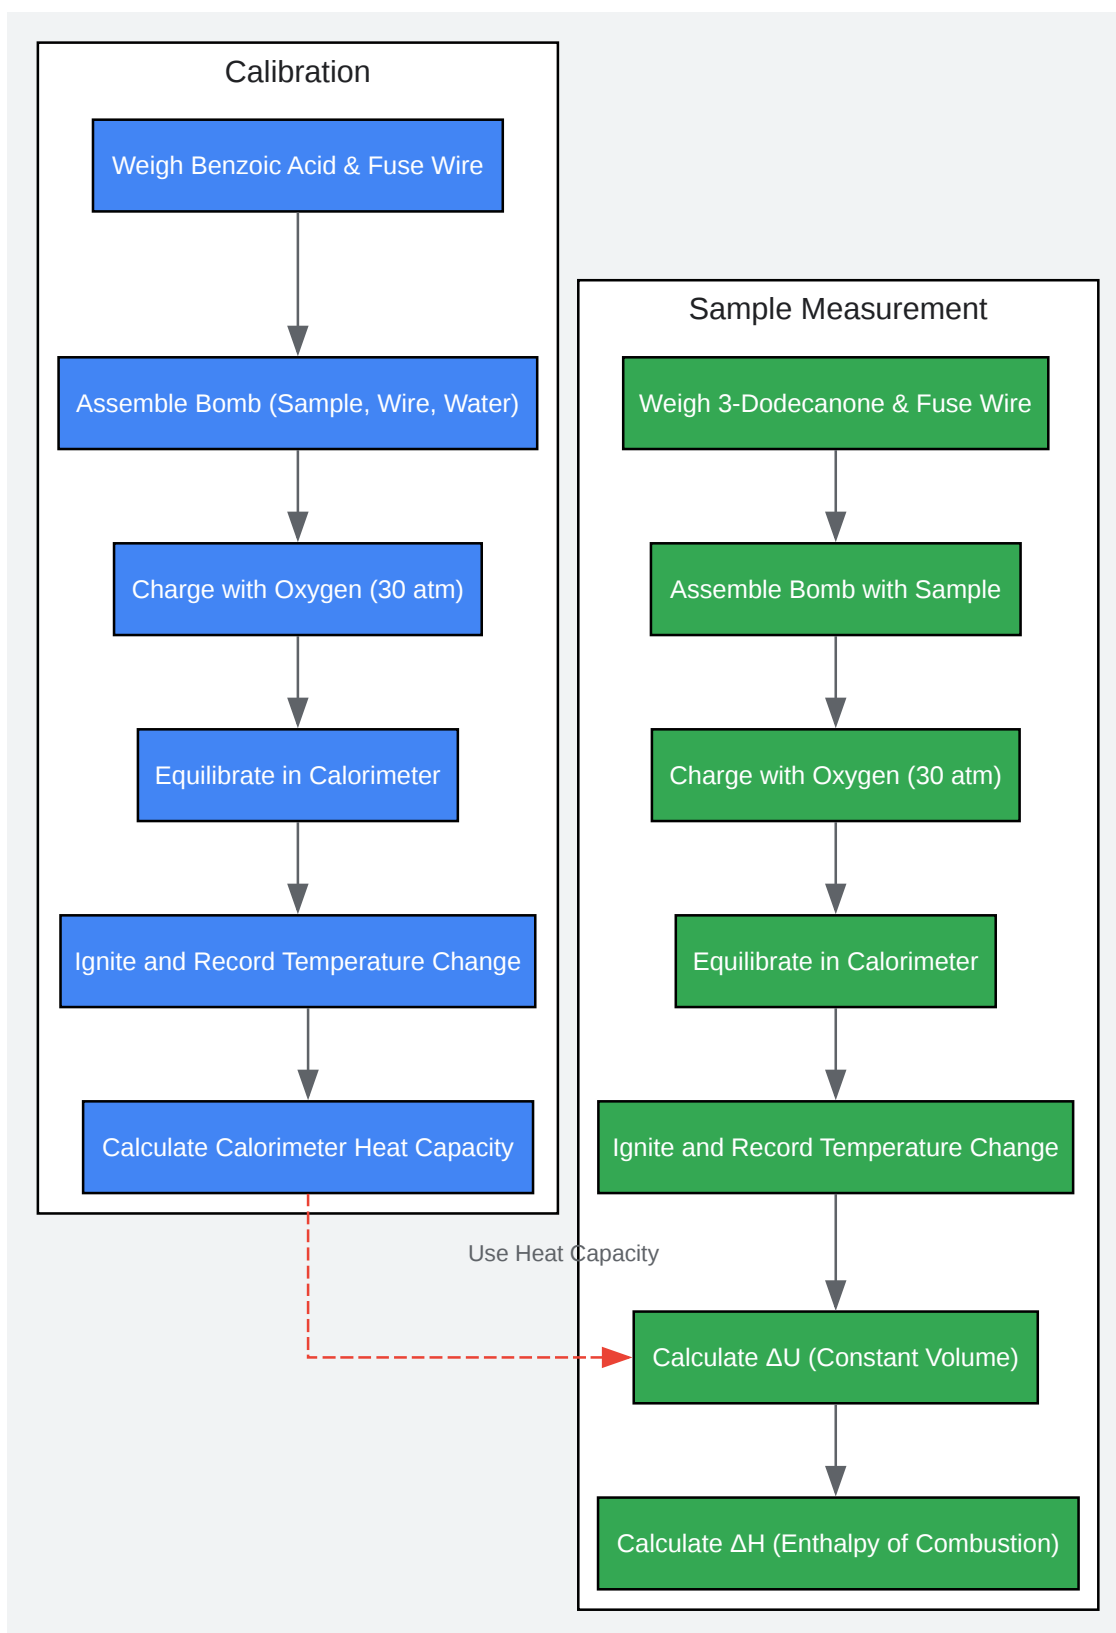 Calibration
Weigh Benzoic Acid & Fuse Wire
Assemble Bomb (Sample, Wire, Water)
Charge with Oxygen (30 atm)
Equilibrate in Calorimeter
Ignite and Record Temperature Change
Calculate Calorimeter Heat Capacity
Use Heat Capacity
Sample Measurement
Weigh 3-Dodecanone & Fuse Wire
Assemble Bomb with Sample
Charge with Oxygen (30 atm)
Equilibrate in Calorimeter
Ignite and Record Temperature Change
Calculate ΔU (Constant Volume)
Calculate ΔH (Enthalpy of Combustion)